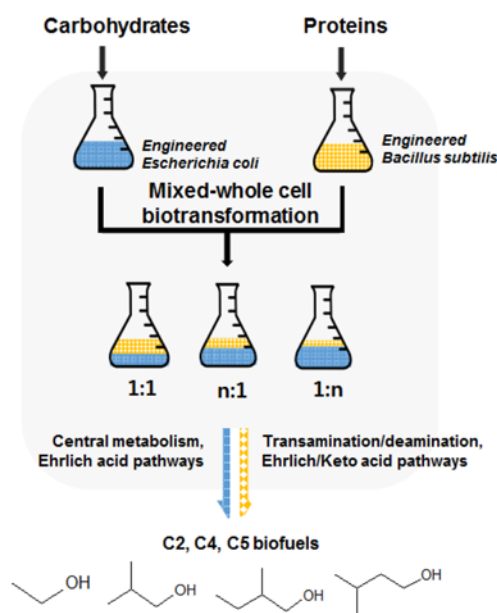 Carbohydrates
Proteins
Engineered
Escherichia coli
Engineered
Bacillus subtilis
Mixed-whole cell
biotransformation
1:1
n:1
1:n
Central metabolism,
Ehrlich acid pathways
Transamination/deamination,
Ehrlich/Keto acid pathways
C2, C4, C5 biofuels
OH
OH
OH
OH